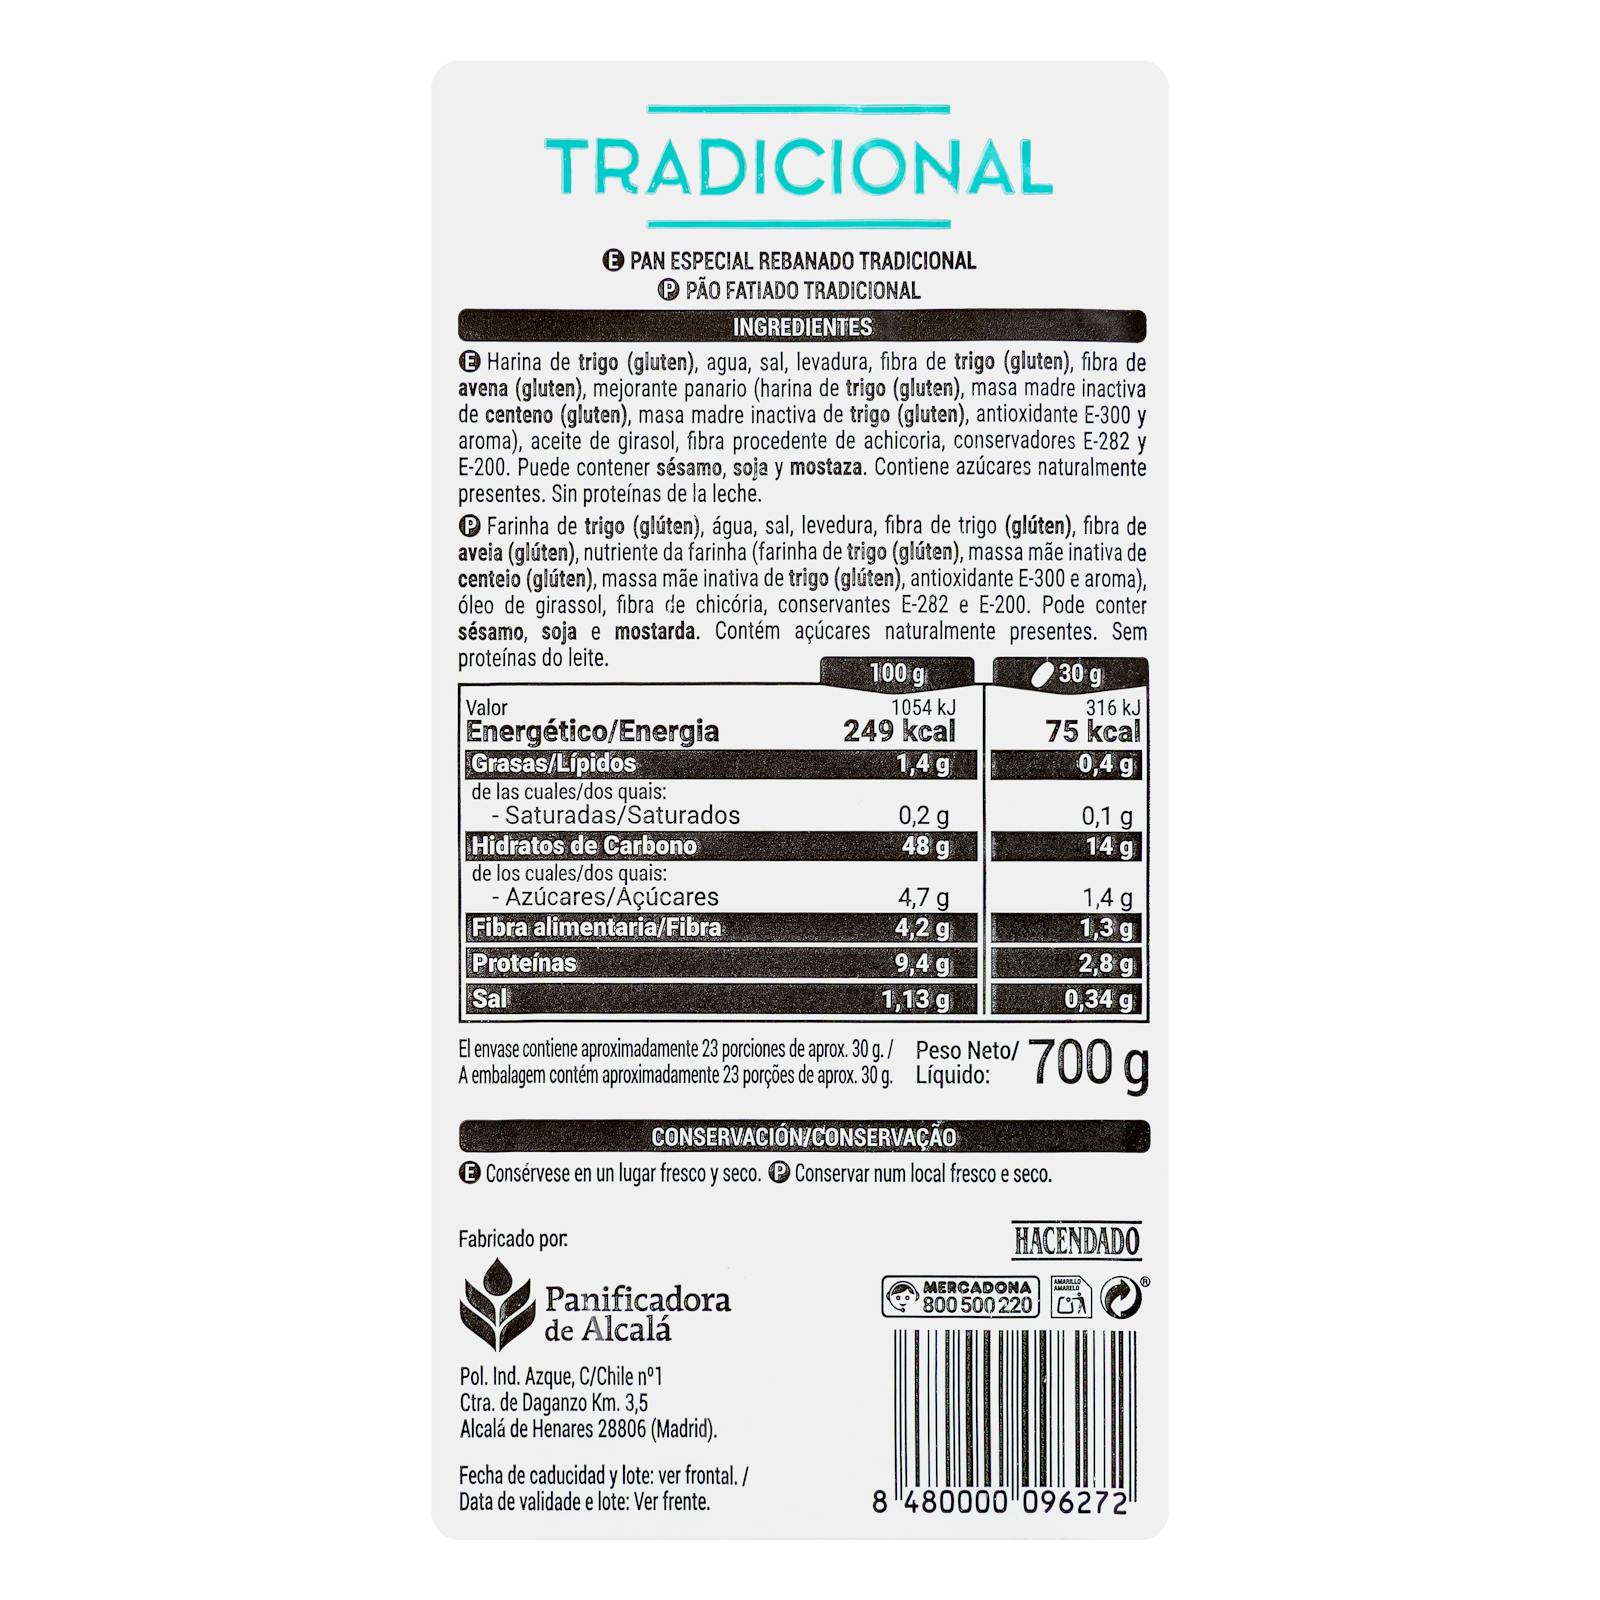 TRADICIONAL
E PAN ESPECIAL REBANADO TRADICIONAL
P PÃO FATIADO TRADICIONAL
INGREDIENTES
E Harina de trigo (gluten), agua, sal, levadura, fibra de trigo (gluten), fibra de
avena (gluten), mejorante panario (harina de trigo (gluten), masa madre inactiva
de centeno (gluten), masa madre inactiva de trigo (gluten), antioxidante E-300 y
aroma), aceite de girasol, fibra procedente de achicoria, conservadores E-282 y
E-200. Puede contener sésamo, soja y mostaza. Contiene azúcares naturalmente
presentes. Sin proteínas de la leche.
P Farinha de trigo (glúten), água, sal, levedura, fibra de trigo (glúten), fibra de
aveia (glúten), nutriente da farinha (farinha de trigo (glúten), massa mãe inativa de
centeio (glúten), massa mãe inativa de trigo (glúten), antioxidante E-300 e aroma),
óleo de girassol, fibra de chicória, conservantes E-282 e E-200. Pode conter
sésamo, soja e mostarda. Contém açúcares naturalmente presentes. Sem
proteínas do leite.
100 g 30 g
Valor 1054 kJ 316 kJ
Energético/Energia 249 kcal 75 kcal
Grasas/Lípidos 1,4 g 0,4 g
de las cuales/dos quais:
- Saturadas/Saturados 0,2 g 0,1 g
Hidratos de Carbono 48 g 14 g
de los cuales/dos quais:
- Azúcares/Açúcares 4,7 g 1,4 g
Fibra alimentaria/Fibra 4,2 g 1,3 g
Proteínas 9,4 g 2,8 g
Sal 1,13 g 0,34 g
El envase contiene aproximadamente 23 porciones de aprox. 30 g. /
A embalagem contém aproximadamente 23 porções de aprox. 30 g.
Peso Neto/
Líquido: 700 g
CONSERVACIÓN/CONSERVAÇÃO
E Consérvese en un lugar fresco y seco. P Conservar num local fresco e seco.
Fabricado por:
Panificadora
de Alcalá
Pol. Ind. Azque, C/Chile nº1
Ctra. de Daganzo Km. 3,5
Alcalá de Henares 28806 (Madrid).
Fecha de caducidad y lote: ver frontal. /
Data de validade e lote: Ver frente.
HACENDADO
MERCADONA
800 500 220
AMARILLO
AMARELO
®
8 480000 096272